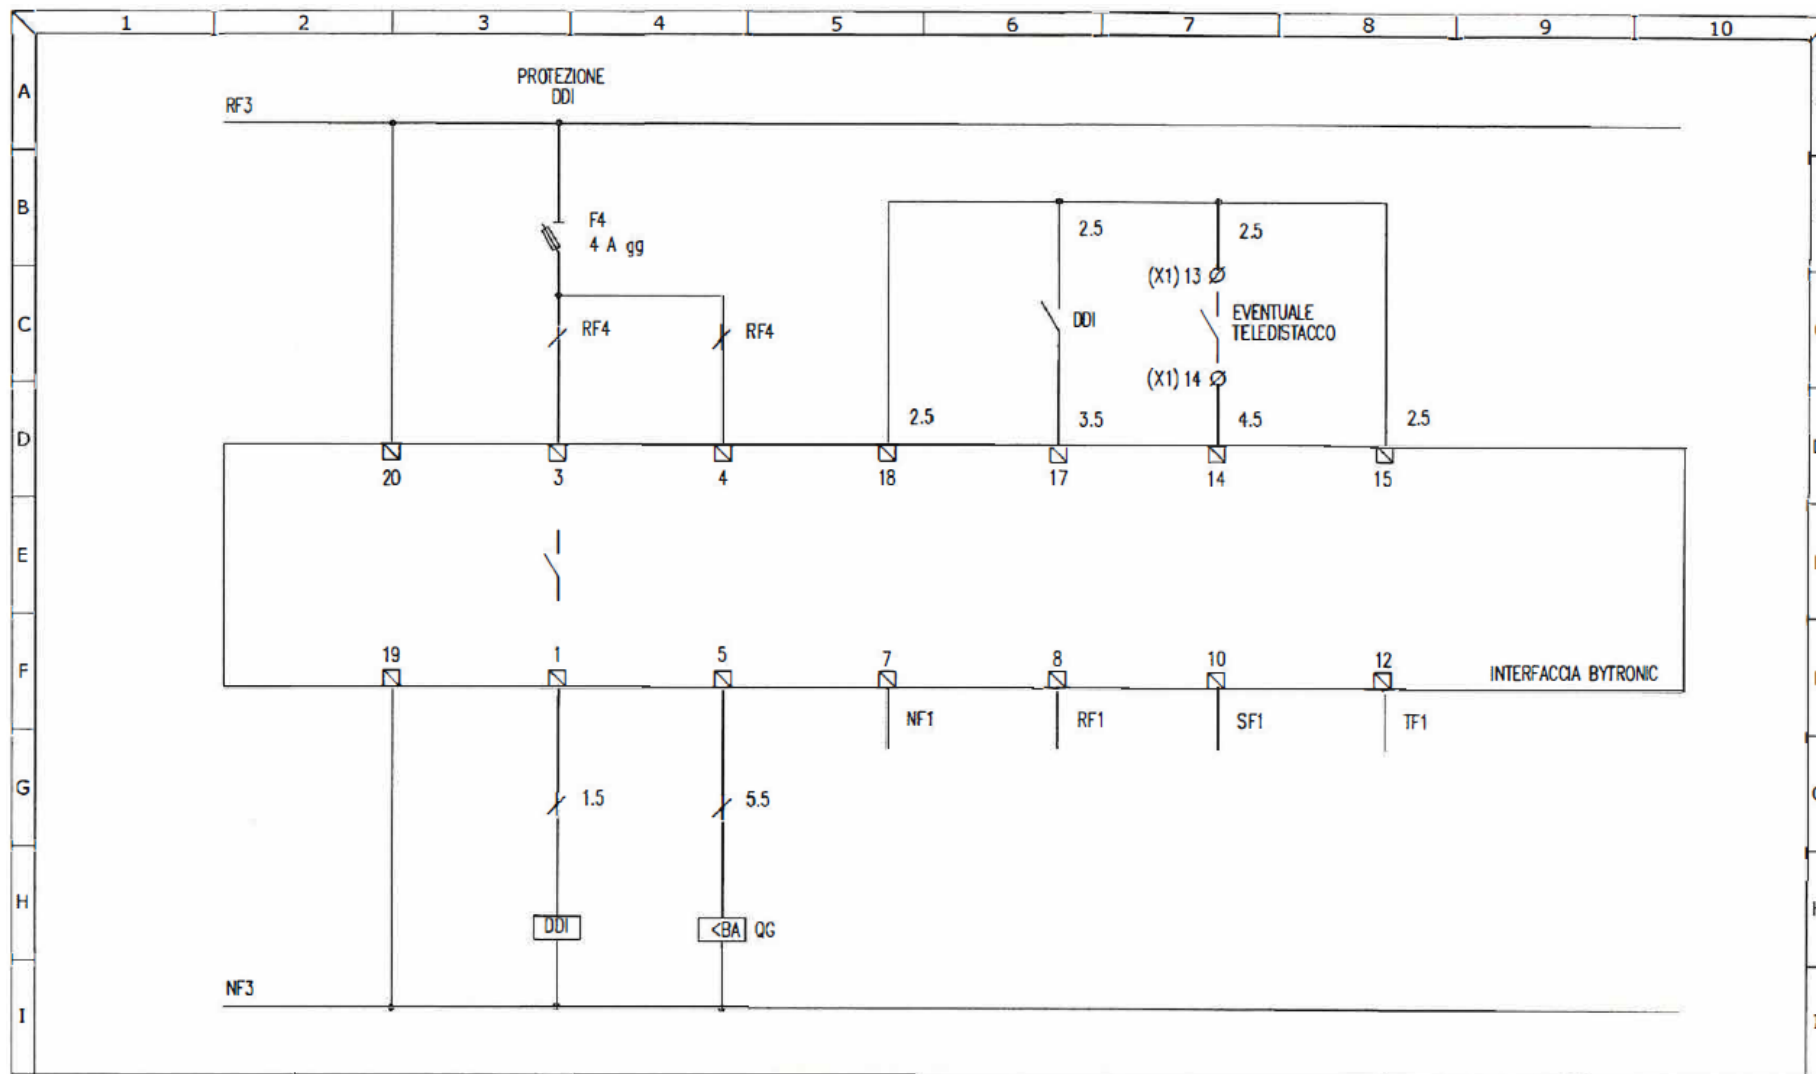 1 2 3 4 5 6 7 8 9 10
A
PROTEZIONE
DDI
RF3
B
F4
4 A gg
2.5 2.5
(X1) 13
C
RF4 RF4
DDI
EVENTUALE
TELEDISTACCO
(X1) 14
D
2.5 3.5 4.5 2.5
20 3 4 18 17 14 15
E
F
19 1 5 7 8 10 12
INTERFACCIA BYTRONIC
NF1 RF1 SF1 TF1
G
1.5 5.5
H
DDI <BA QG
NF3
I